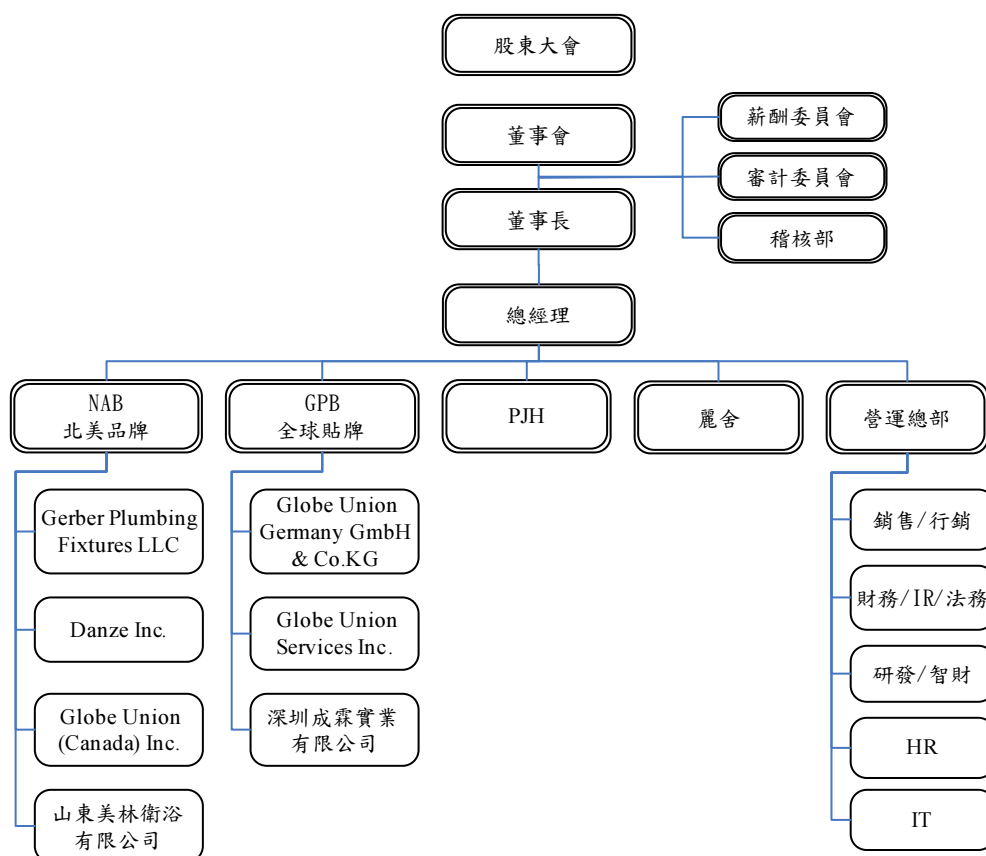 股東大會
董事會
薪酬委員會
審計委員會
董事長
稽核部
總經理
NAB
北美品牌
GPB
全球貼牌
PJH
麗舍
營運總部
Gerber Plumbing
Fixtures LLC
Danze Inc.
Globe Union
(Canada) Inc.
山東美林衛浴
有限公司
Globe Union
Germany GmbH
& Co.KG
Globe Union
Services Inc.
深圳成霖實業
有限公司
銷售/行銷
財務/IR/法務
研發/智財
HR
IT